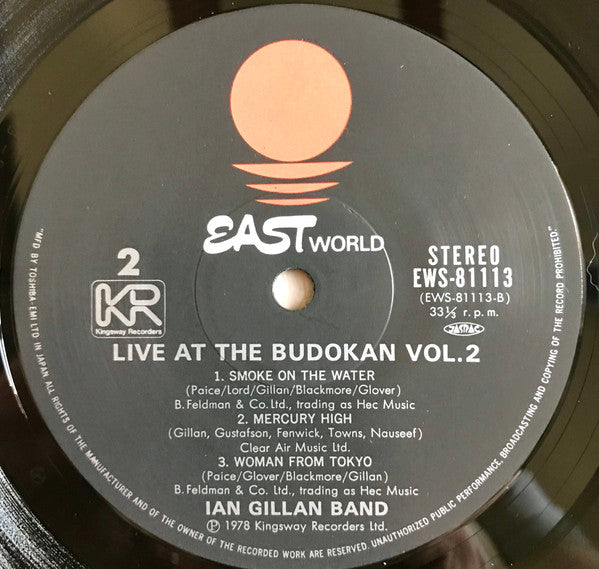 EAST WORLD
2
KR
Kingsway Recorders
STEREO
EWS-81113
(EWS-81113-B)
33⅓ r.p.m.
JASRAC
LIVE AT THE BUDOKAN VOL.2
1. SMOKE ON THE WATER
(Paice/Lord/Gillan/Blackmore/Glover)
B. Feldman & Co. Ltd., trading as Hec Music
2. MERCURY HIGH
(Gillan, Gustafson, Fenwick, Towns, Nauseef)
Clear Air Music Ltd.
3. WOMAN FROM TOKYO
(Paice/Glover/Blackmore/Gillan)
B. Feldman & Co. Ltd., trading as Hec Music
IAN GILLAN BAND
Ⓟ 1978 Kingsway Recorders Ltd.
"MFD BY TOSHIBA-EMI LTD IN JAPAN ALL RIGHTS OF THE MANUFACTURER AND OF THE OWNER OF THE RECORDED WORK ARE RESERVED. UNAUTHORIZED PUBLIC PERFORMANCE, BROADCASTING AND COPYING OF THE RECORD PROHIBITED."